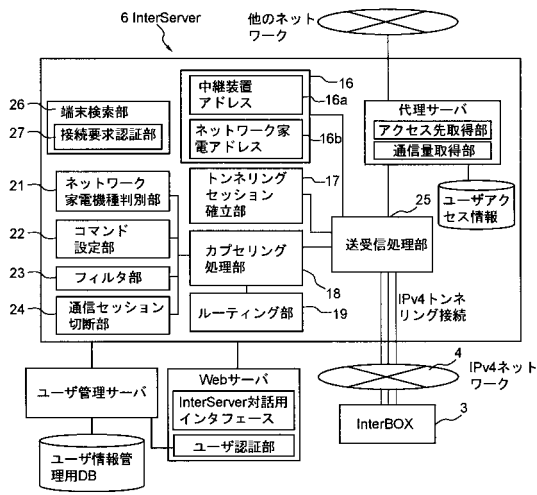 6 InterServer
他のネット
ワーク
26
端末検索部
27
接続要求認証部
中継装置
アドレス
16
16a
ネットワーク家
電アドレス
16b
代理サーバ
アクセス先取得部
通信量取得部
21
ネットワーク
家電機種判別部
トンネリング
セッション
確立部
17
ユーザアク
セス情報
25
22
コマンド
設定部
送受信処理部
カプセリング
処理部
18
23
フィルタ部
24
通信セッション
切断部
ルーティング部
19
IPv4トンネ
リング接続
4
IPv4ネット
ワーク
ユーザ管理サーバ
Webサーバ
InterServer対話用
インタフェース
ユーザ認証部
InterBOX
3
ユーザ情報管
理用DB